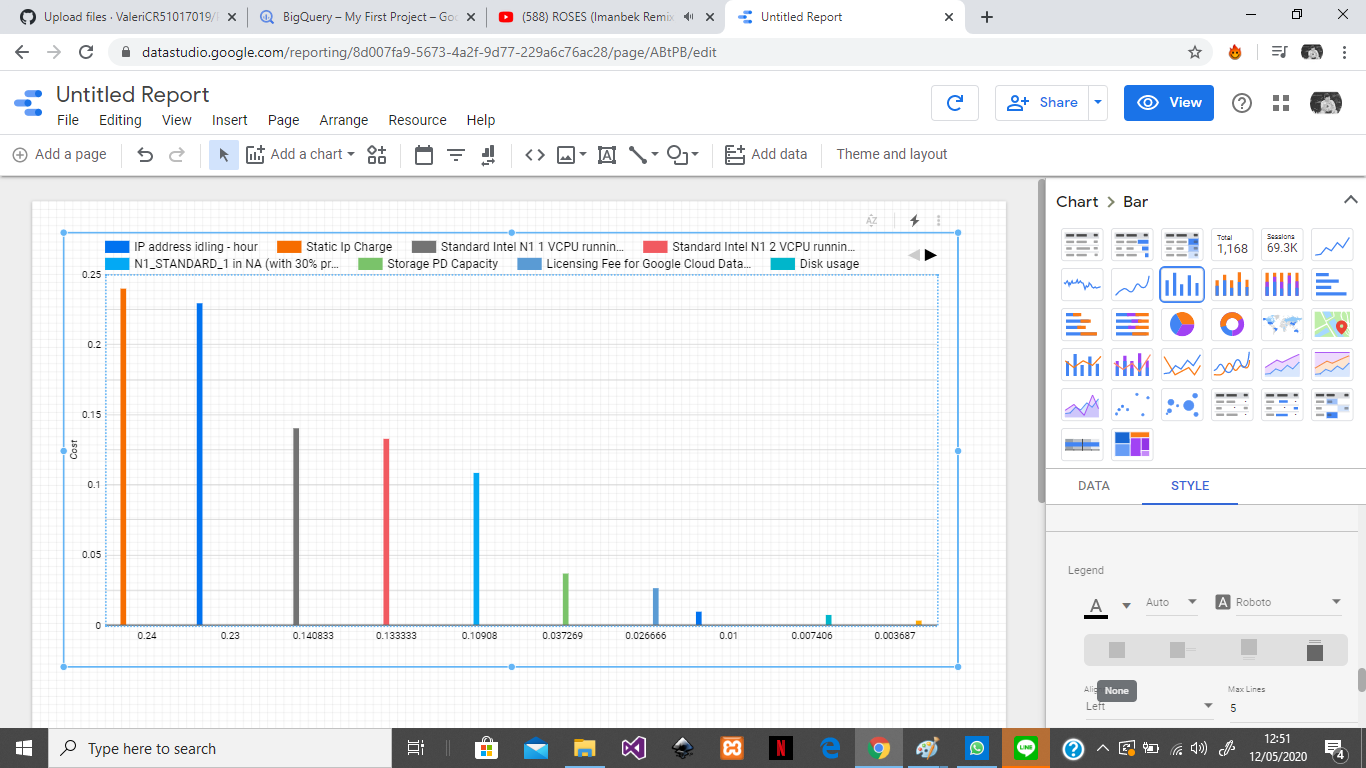 Upload files · ValeriCR51017019/
BigQuery – My First Project – Goo
(588) ROSES (Imanbek Remix
Untitled Report
datastudio.google.com/reporting/8d007fa9-5673-4a2f-9d77-229a6c76ac28/page/ABtPB/edit
Untitled Report
File Editing View Insert Page Arrange Resource Help
Share
View
Add a page
Add a chart
Add data
Theme and layout
Chart > Bar
Total
1,168
Sessions
69.3K
IP address idling - hour
Static Ip Charge
Standard Intel N1 1 VCPU runnin...
Standard Intel N1 2 VCPU runnin...
N1_STANDARD_1 in NA (with 30% pr...
Storage PD Capacity
Licensing Fee for Google Cloud Data...
Disk usage
0.25
0.2
0.15
0.1
0.05
0
Cost
0.24 0.23 0.140833 0.133333 0.10908 0.037269 0.026666 0.01 0.007406 0.003687
DATA STYLE
Legend
A Auto A Roboto
None
Max Lines
Left
5
Type here to search
LINE
12:51
12/05/2020
4